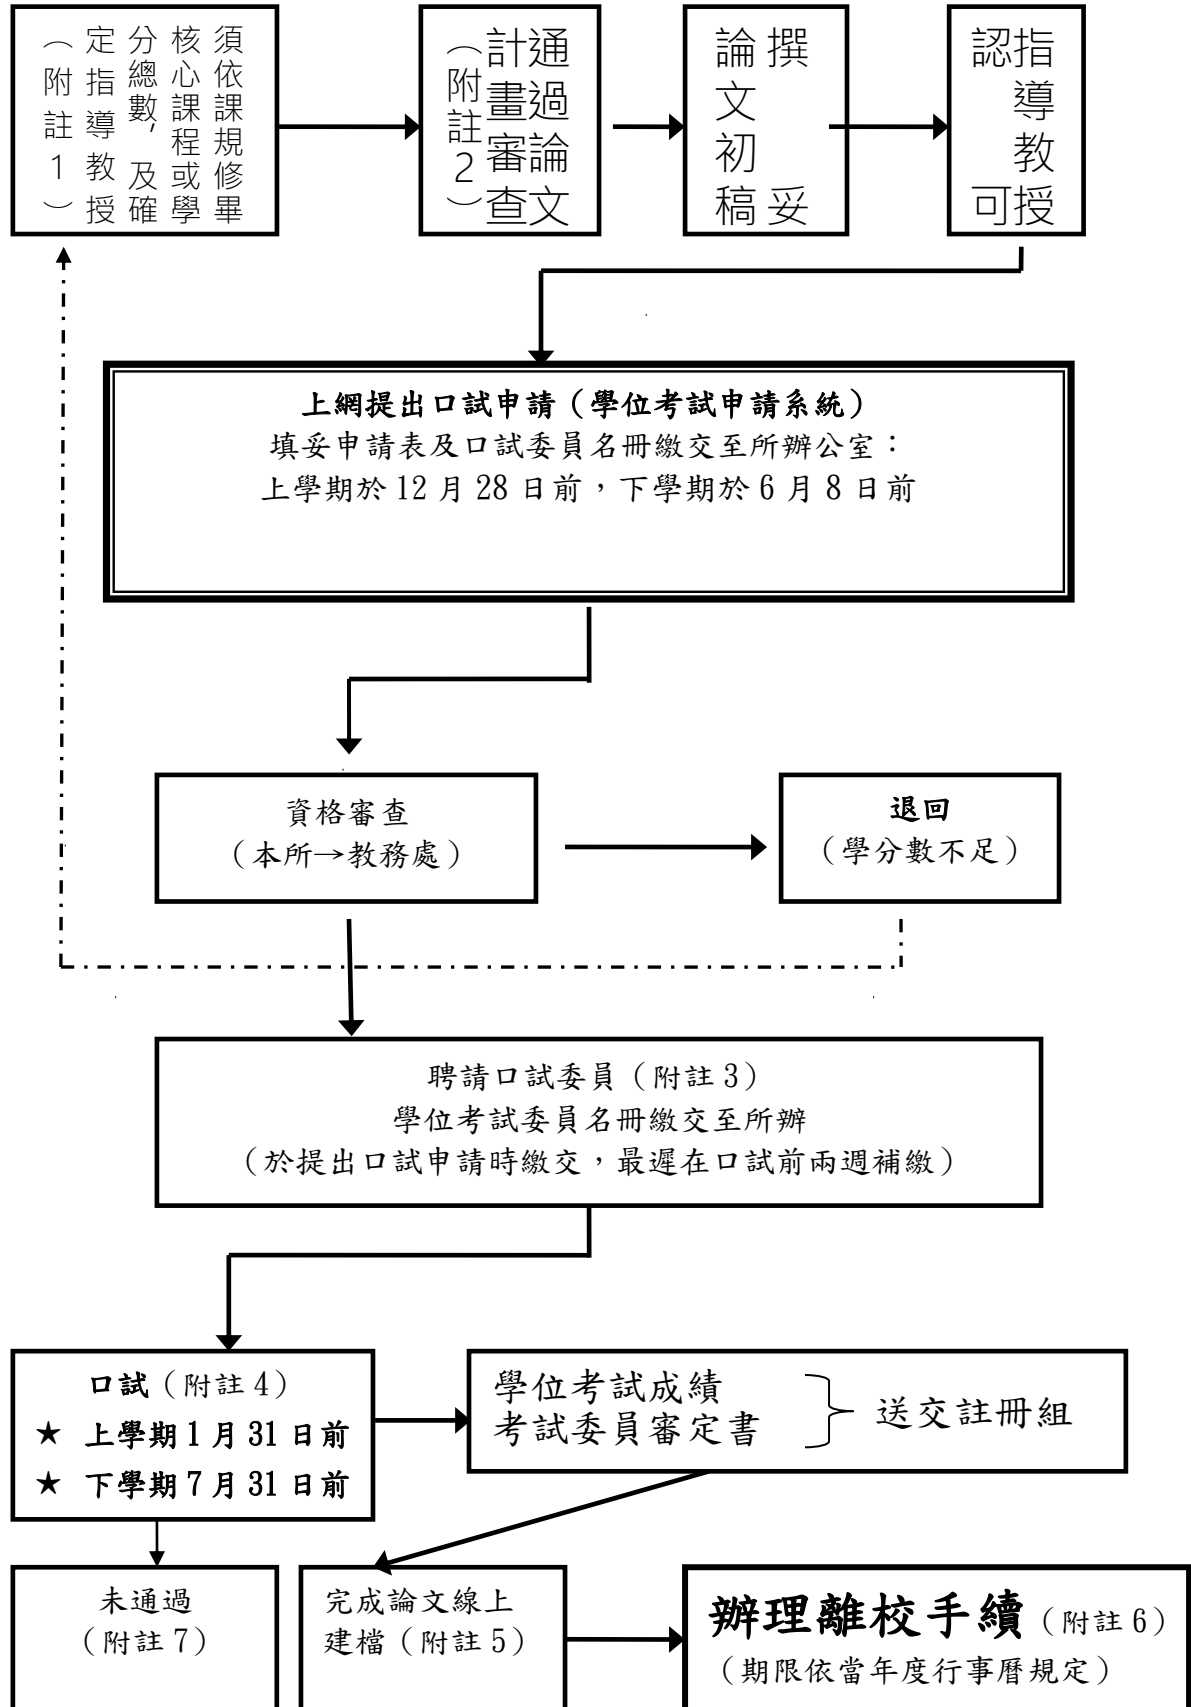 須依課規修畢
核心課程或學
分總數,及確
定指導教授
（附註1）
通過論文
計畫審查
（附註2）
撰妥
論文初稿
指導教授
認可
上網提出口試申請（學位考試申請系統）
填妥申請表及口試委員名冊繳交至所辦公室：
上學期於 12 月 28 日前，下學期於 6 月 8 日前
資格審查
（本所→教務處）
退回
（學分數不足）
聘請口試委員（附註 3）
學位考試委員名冊繳交至所辦
（於提出口試申請時繳交，最遲在口試前兩週補繳）
口試（附註 4）
★ 上學期 1 月 31 日前
★ 下學期 7 月 31 日前
學位考試成績
考試委員審定書
送交註冊組
未通過
（附註 7）
完成論文線上
建檔（附註 5）
辦理離校手續（附註 6）
（期限依當年度行事曆規定）